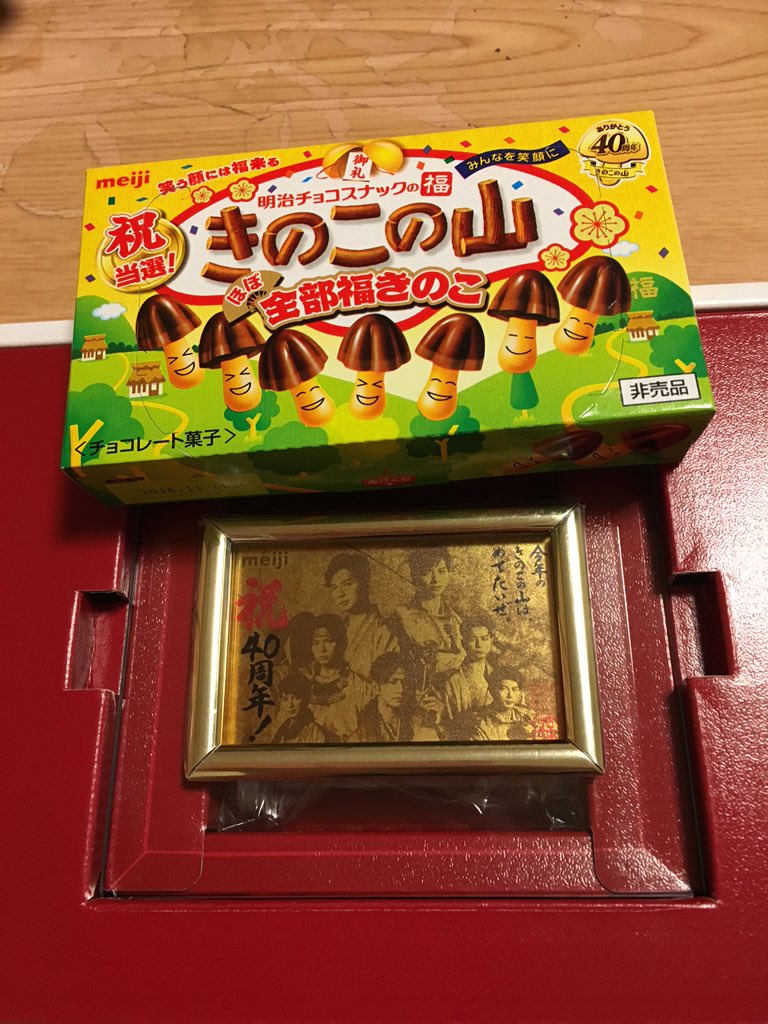 meiji
笑う顔には福来る
御礼
みんなを笑顔に
ありがとう
40周年
きのこの山
明治チョコスナックの福
きのこの山
祝
当選!
ほぼ
全部福きのこ
福
非売品
<チョコレート菓子>
meiji
祝
40周年!
今年の
きのこの山は
めでたいぜ。